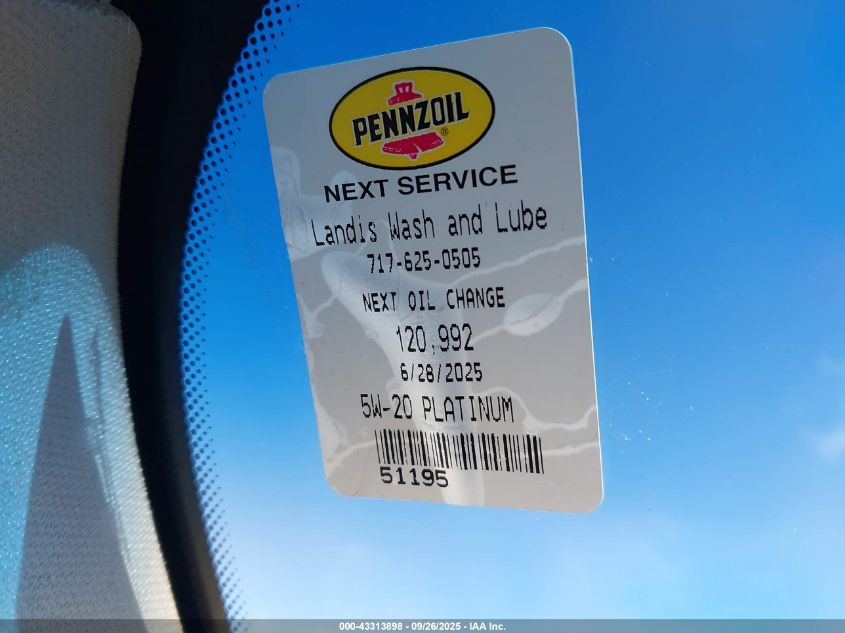 PENNZOIL
®
NEXT SERVICE
Landis Wash and Lube
717-625-0505
NEXT OIL CHANGE
120,992
6/28/2025
5W-20 PLATINUM
51195
000-43313898 - 09/26/2025 - IAA Inc.